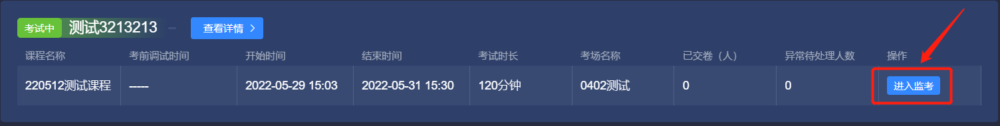 考试中 测试3213213 查看详情
课程名称 考前调试时间 开始时间 结束时间 考试时长 考场名称 已交卷（人） 异常待处理人数 操作
220512测试课程 ----- 2022-05-29 15:03 2022-05-31 15:30 120分钟 0402测试 0 0 进入监考